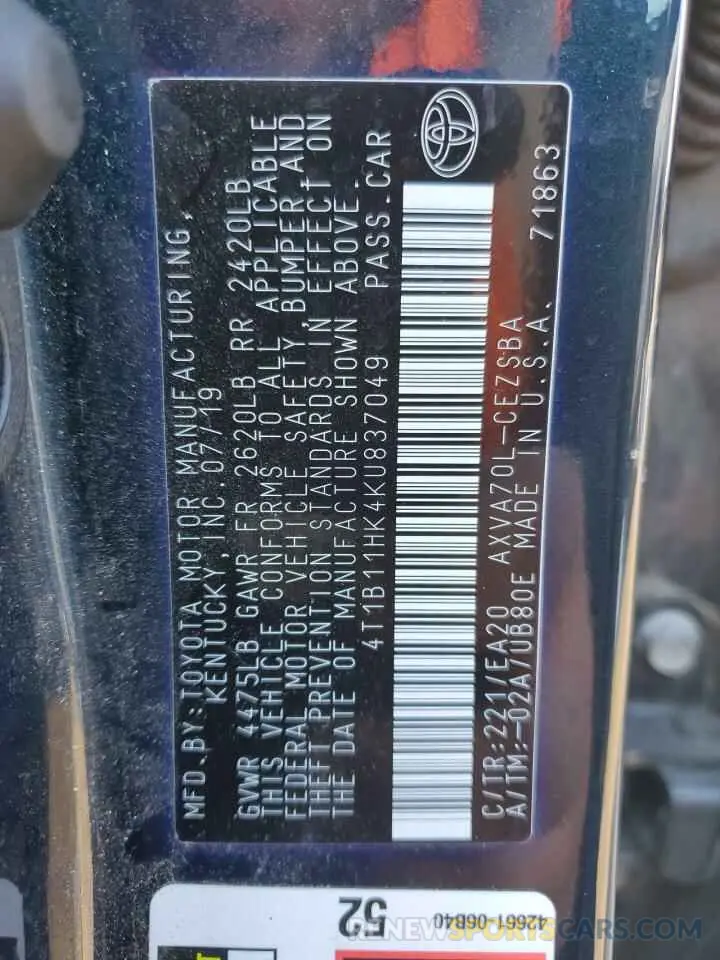 MFD.BY:TOYOTA MOTOR MANUFACTURING,
KENTUCKY, INC. 07/19
GVWR 4475LB GAWR FR 2620LB RR 2420LB
THIS VEHICLE CONFORMS TO ALL APPLICABLE
FEDERAL MOTOR VEHICLE SAFETY, BUMPER AND
THEFT PREVENTION STANDARDS IN EFFECT ON
THE DATE OF MANUFACTURE SHOWN ABOVE.
4T1B11HK4KU837049 PASS.CAR
C/TR:221/EA20 AXVA70L-CEZSBA
A/TM:-02A/UB80E MADE IN U.S.A. 71863
52
42661-06B40
RENEWSPORTSCARS.COM